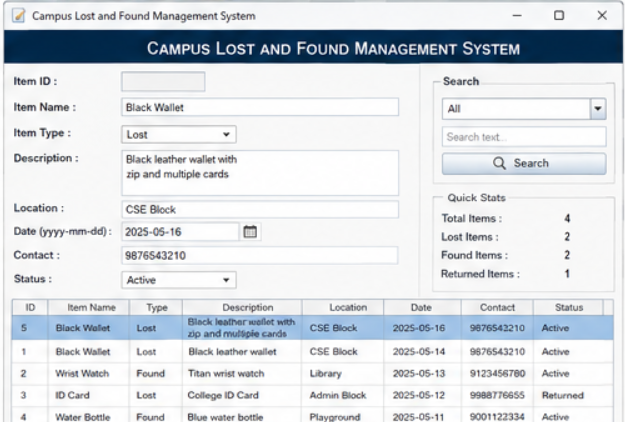 Campus Lost and Found Management System
CAMPUS LOST AND FOUND MANAGEMENT SYSTEM
Item ID :
Item Name : Black Wallet
Item Type : Lost
Description : Black leather wallet with
zip and multiple cards
Location : CSE Block
Date (yyyy-mm-dd) : 2025-05-16
Contact : 9876543210
Status : Active
Search
All
Search text...
Search
Quick Stats
Total Items : 4
Lost Items : 2
Found Items : 2
Returned Items : 1
ID Item Name Type Description Location Date Contact Status
5 Black Wallet Lost Black leather wallet with zip and multiple cards CSE Block 2025-05-16 9876543210 Active
1 Black Wallet Lost Black leather wallet CSE Block 2025-05-14 9876543210 Active
2 Wrist Watch Found Titan wrist watch Library 2025-05-13 9123456780 Active
3 ID Card Lost College ID Card Admin Block 2025-05-12 9988776655 Returned
4 Water Bottle Found Blue water bottle Playground 2025-05-11 9001122334 Active